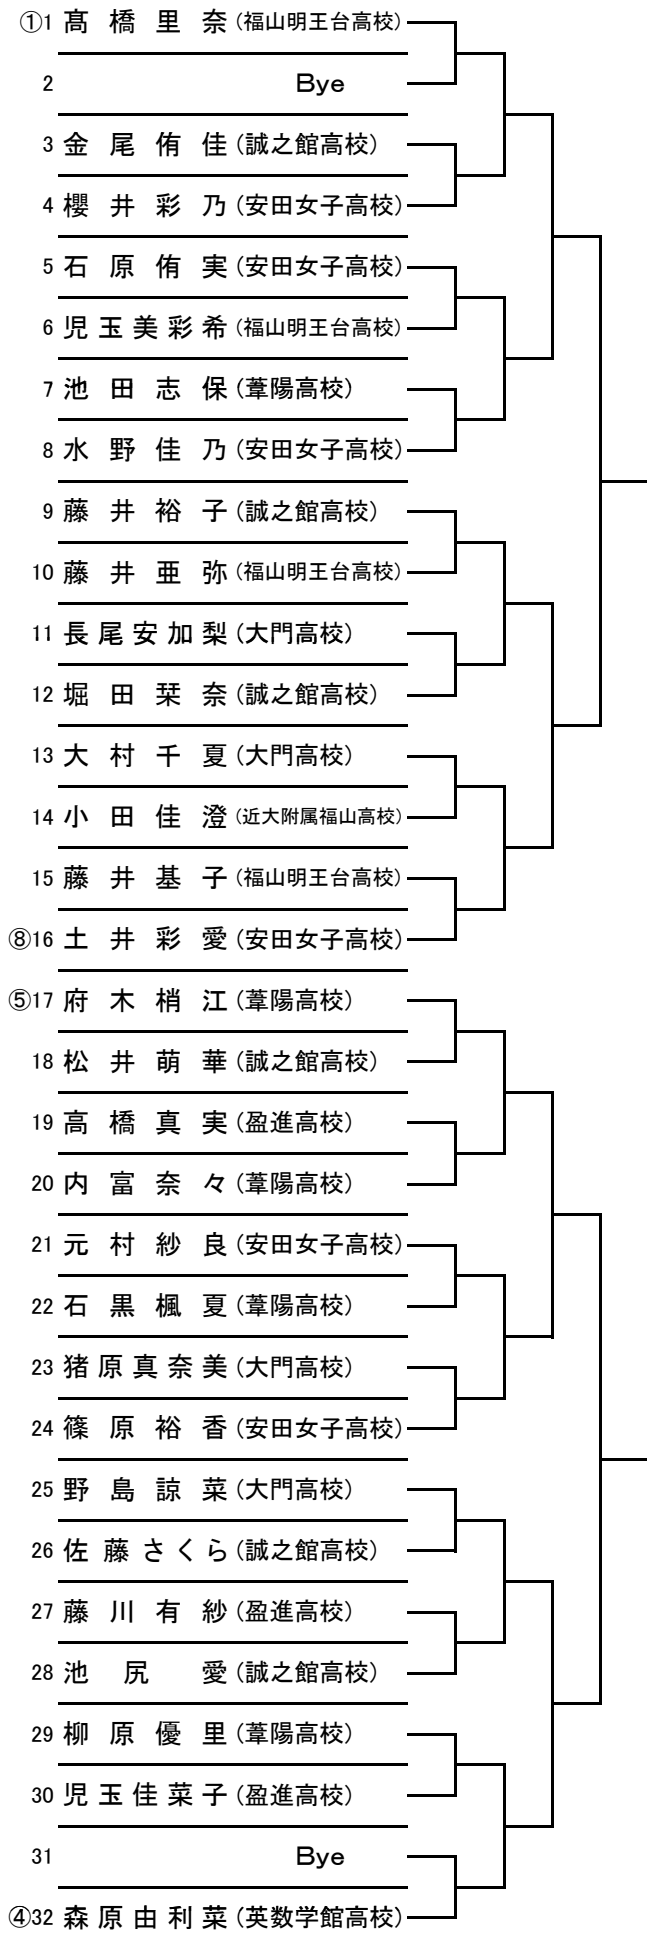 ①1 髙橋里奈(福山明王台高校)
2 Bye
3 金尾侑佳(誠之館高校)
4 櫻井彩乃(安田女子高校)
5 石原侑実(安田女子高校)
6 児玉美彩希(福山明王台高校)
7 池田志保(葦陽高校)
8 水野佳乃(安田女子高校)
9 藤井裕子(誠之館高校)
10 藤井亜弥(福山明王台高校)
11 長尾安加梨(大門高校)
12 堀田栞奈(誠之館高校)
13 大村千夏(大門高校)
14 小田佳澄(近大附属福山高校)
15 藤井基子(福山明王台高校)
⑧16 土井彩愛(安田女子高校)
⑤17 府木梢江(葦陽高校)
18 松井萌華(誠之館高校)
19 高橋真実(盈進高校)
20 内富奈々(葦陽高校)
21 元村紗良(安田女子高校)
22 石黒楓夏(葦陽高校)
23 猪原真奈美(大門高校)
24 篠原裕香(安田女子高校)
25 野島諒菜(大門高校)
26 佐藤さくら(誠之館高校)
27 藤川有紗(盈進高校)
28 池尻愛(誠之館高校)
29 柳原優里(葦陽高校)
30 児玉佳菜子(盈進高校)
31 Bye
④32 森原由利菜(英数学館高校)